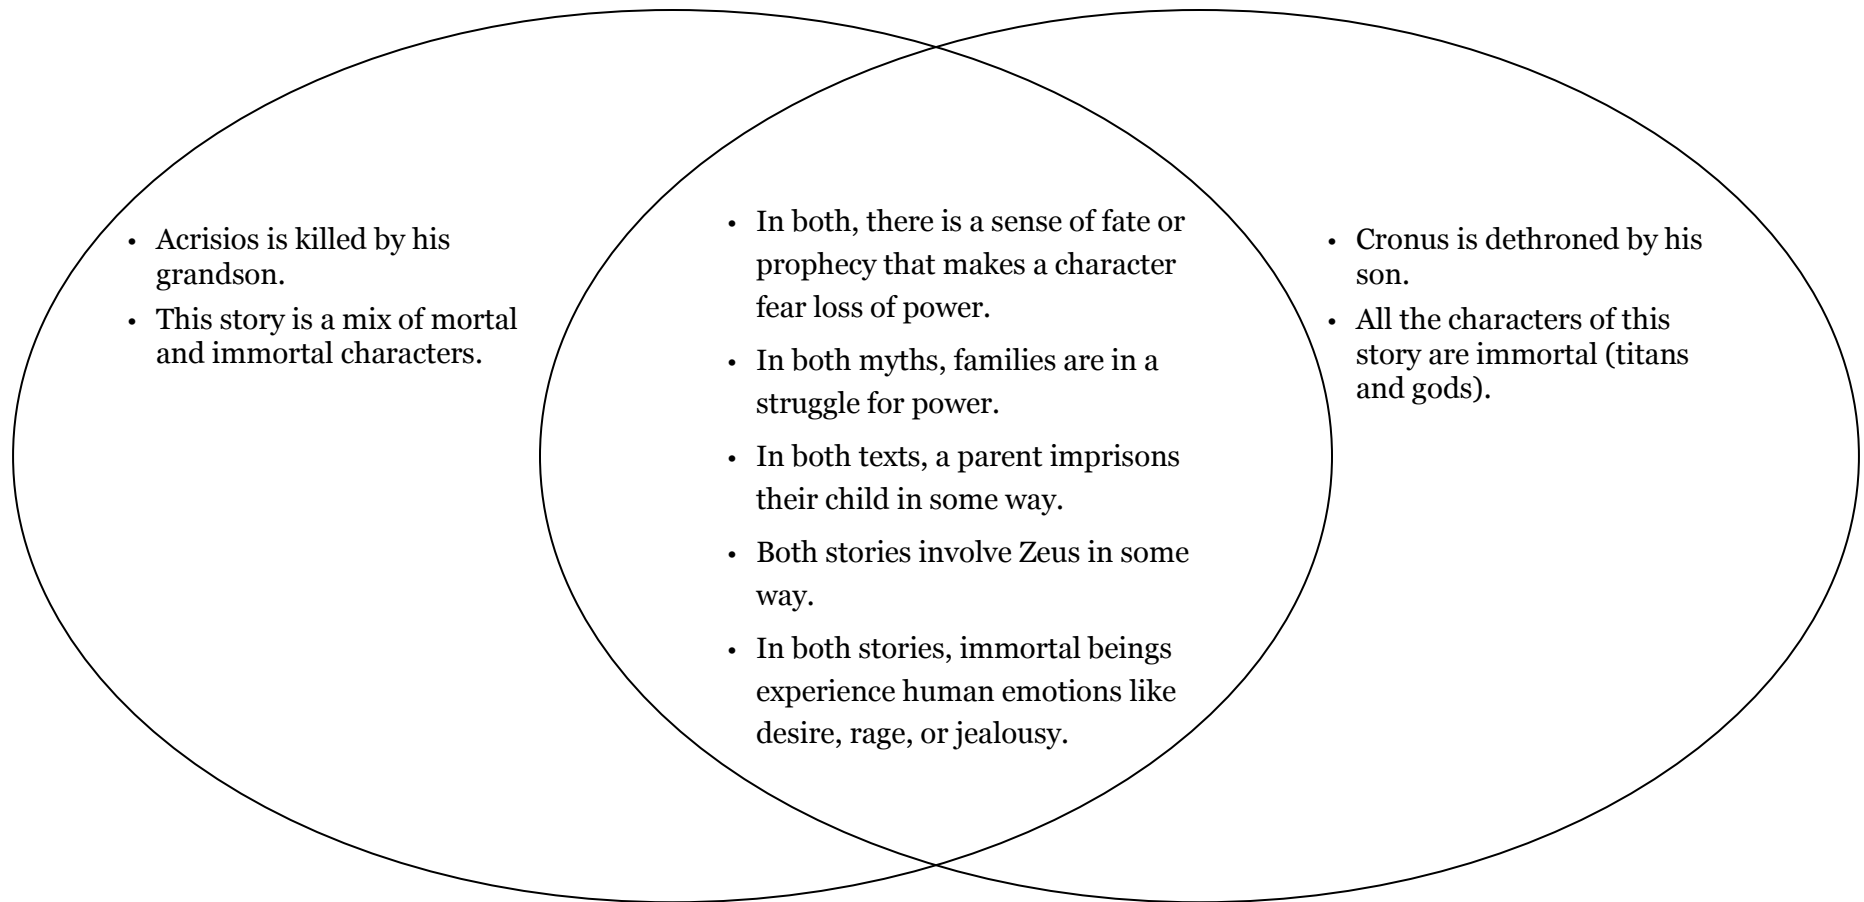 • Acrisios is killed by his
grandson.
• This story is a mix of mortal
and immortal characters.
• In both, there is a sense of fate or
prophecy that makes a character
fear loss of power.
• In both myths, families are in a
struggle for power.
• In both texts, a parent imprisons
their child in some way.
• Both stories involve Zeus in some
way.
• In both stories, immortal beings
experience human emotions like
desire, rage, or jealousy.
• Cronus is dethroned by his
son.
• All the characters of this
story are immortal (titans
and gods).